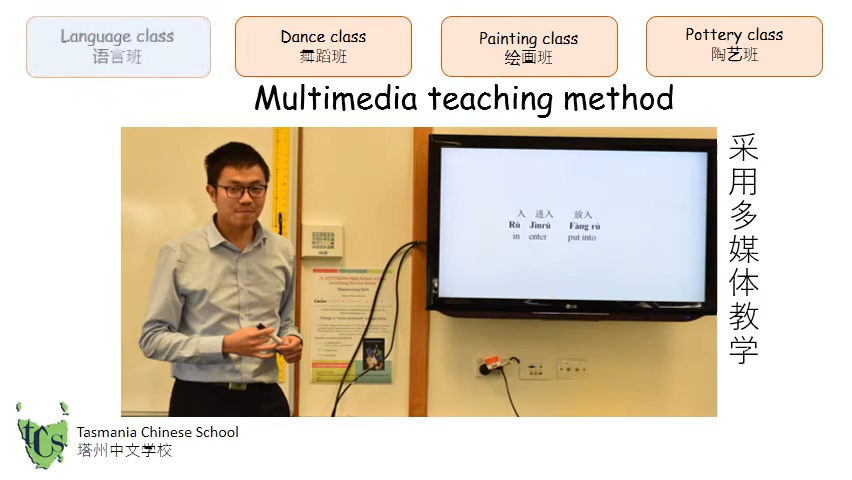 Language class
语言班
Dance class
舞蹈班
Painting class
绘画班
Pottery class
陶艺班
Multimedia teaching method
采用多媒体教学
入 进入 放入
Rù Jìnrù Fàng rù
in enter put into
LG
tCs
Tasmania Chinese School
塔州中文学校